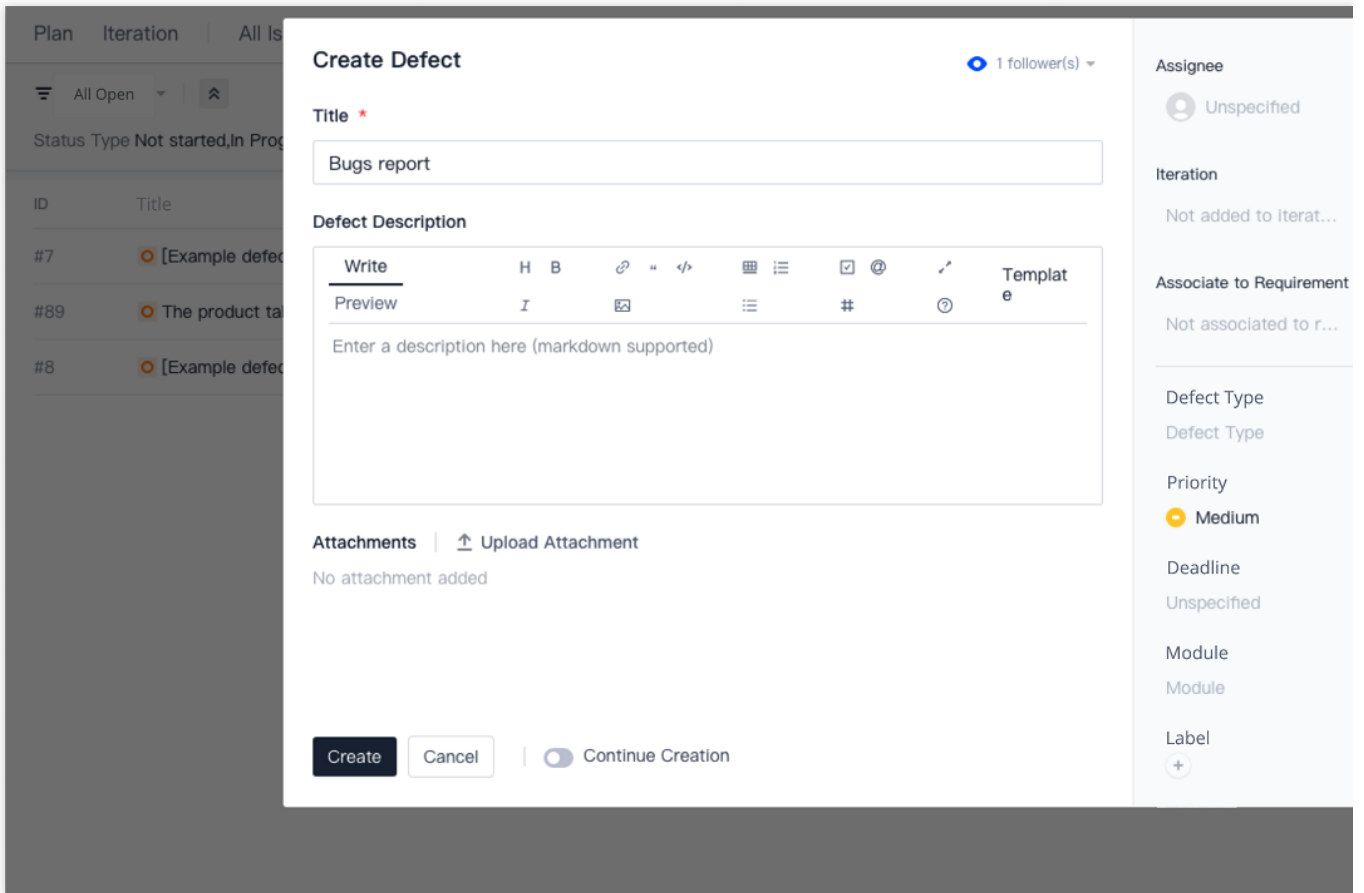 Plan Iteration All Is
All Open
Status Type Not started,In Prog
ID Title
#7 [Example defec
#89 The product ta
#8 [Example defec
Create Defect
1 follower(s)
Title *
Bugs report
Defect Description
Write H B “ </> @ Templat
Preview I # ? e
Enter a description here (markdown supported)
Attachments Upload Attachment
No attachment added
Create Cancel Continue Creation
Assignee
Unspecified
Iteration
Not added to iterat...
Associate to Requirement
Not associated to r...
Defect Type
Defect Type
Priority
Medium
Deadline
Unspecified
Module
Module
Label
+